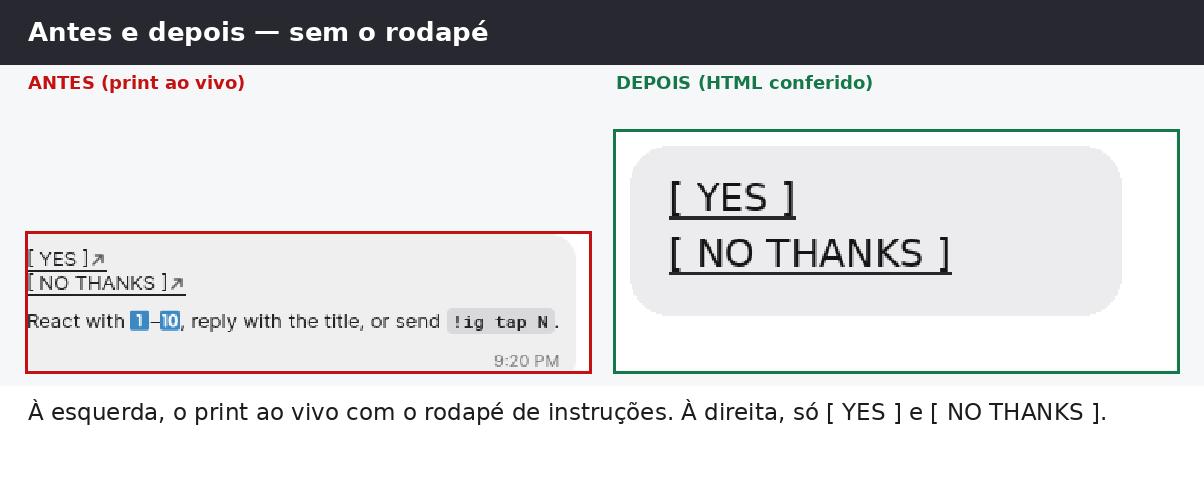 Antes e depois — sem o rodapé
ANTES (print ao vivo)
[ YES ]↗
[ NO THANKS ]↗
React with 1️⃣–🔟, reply with the title, or send !ig tap N.
9:20 PM
DEPOIS (HTML conferido)
[ YES ]
[ NO THANKS ]
À esquerda, o print ao vivo com o rodapé de instruções. À direita, só [ YES ] e [ NO THANKS ].